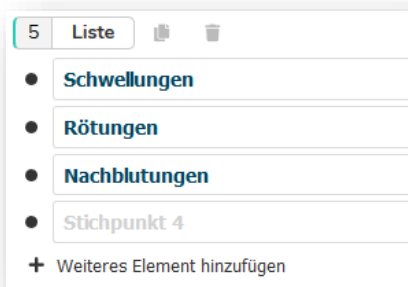 5 Liste
Schwellungen
Rötungen
Nachblutungen
Stichpunkt 4
+ Weiteres Element hinzufügen